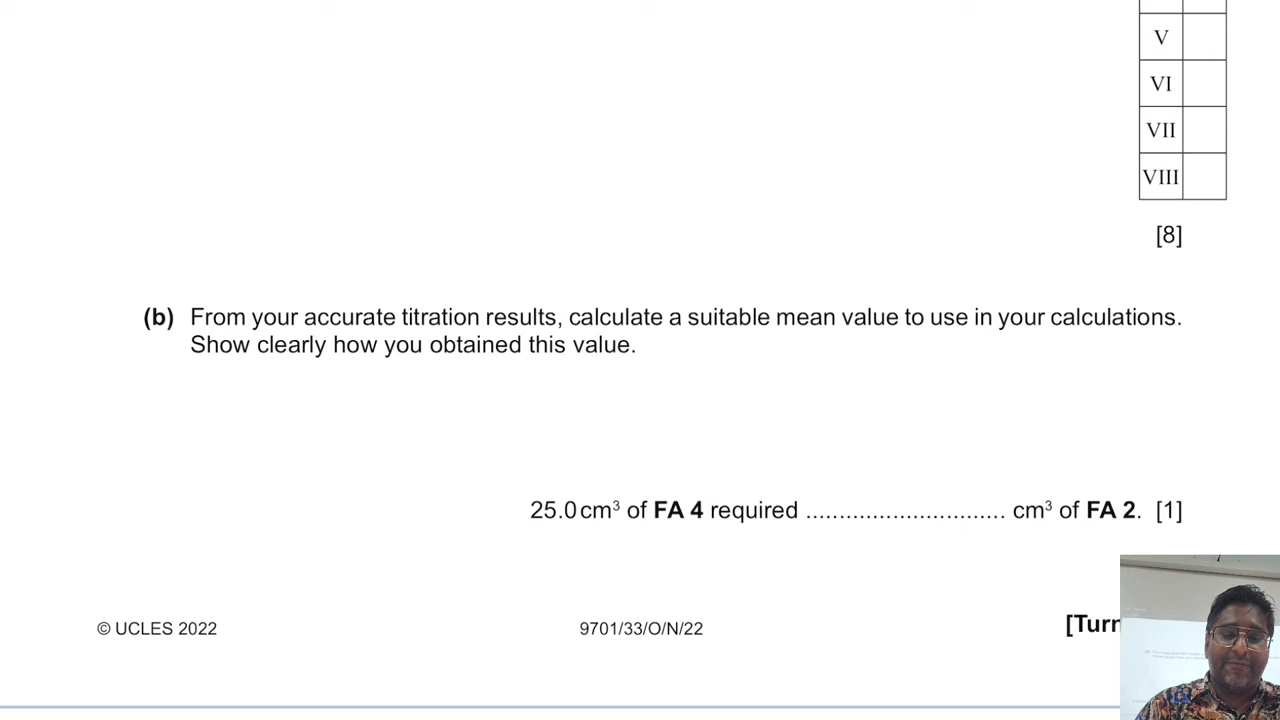 V
VI
VII
VIII
[8]
(b) From your accurate titration results, calculate a suitable mean value to use in your calculations.
Show clearly how you obtained this value.
25.0 cm³ of FA 4 required .............................. cm³ of FA 2. [1]
© UCLES 2022
9701/33/O/N/22
[Turn